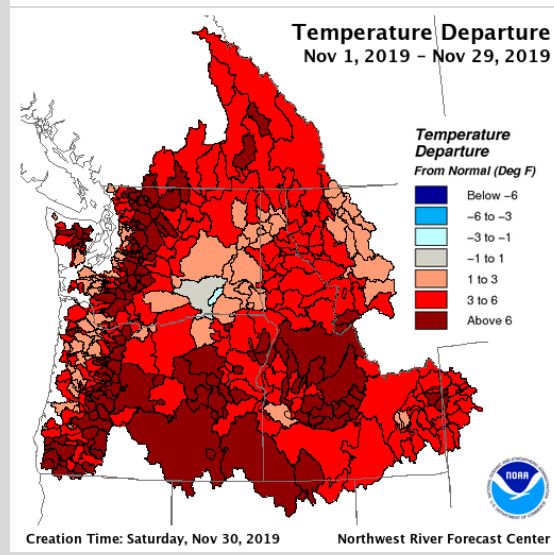 Temperature Departure
Nov 1, 2019 – Nov 29, 2019
Temperature
Departure
From Normal (Deg F)
Below −6
−6 to −3
−3 to −1
−1 to 1
1 to 3
3 to 6
Above 6
NOAA
Creation Time: Saturday, Nov 30, 2019
Northwest River Forecast Center